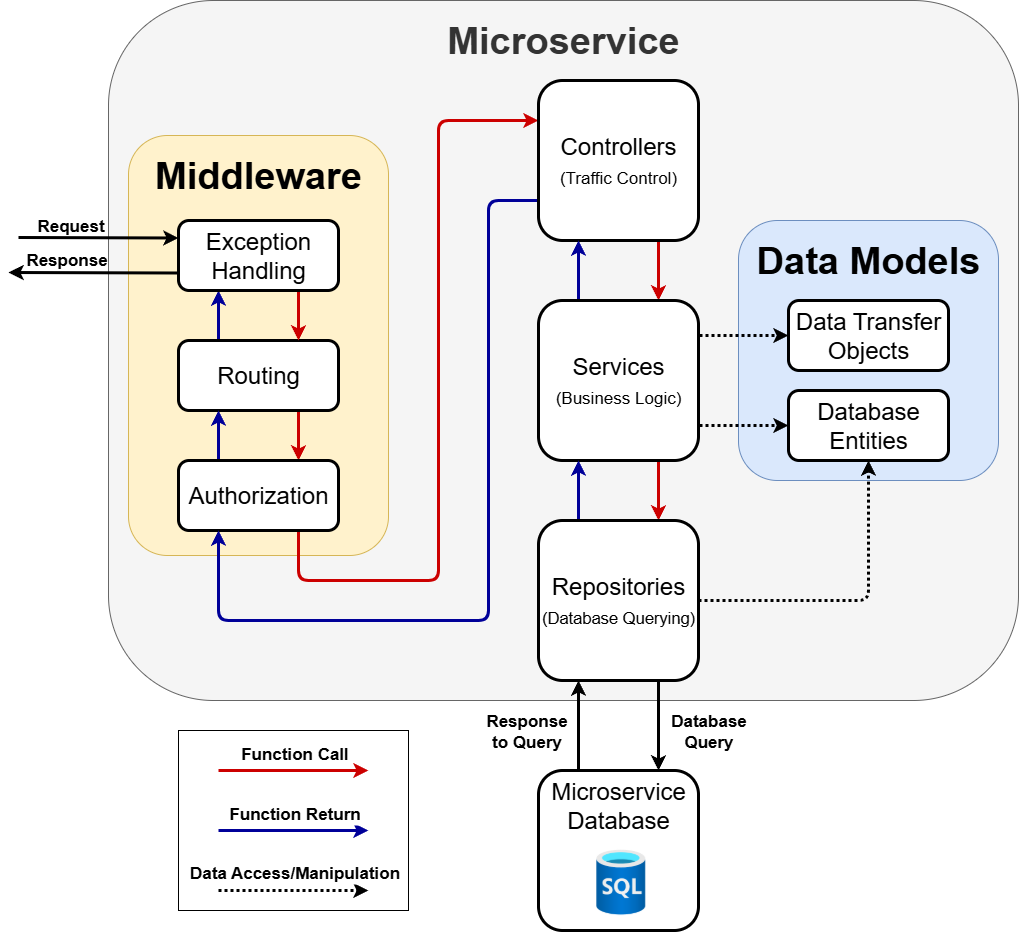 Microservice
Middleware
Request
Response
Exception
Handling
Routing
Authorization
Controllers
(Traffic Control)
Services
(Business Logic)
Repositories
(Database Querying)
Data Models
Data Transfer
Objects
Database
Entities
Response
to Query
Database
Query
Microservice
Database
SQL
Function Call
Function Return
Data Access/Manipulation